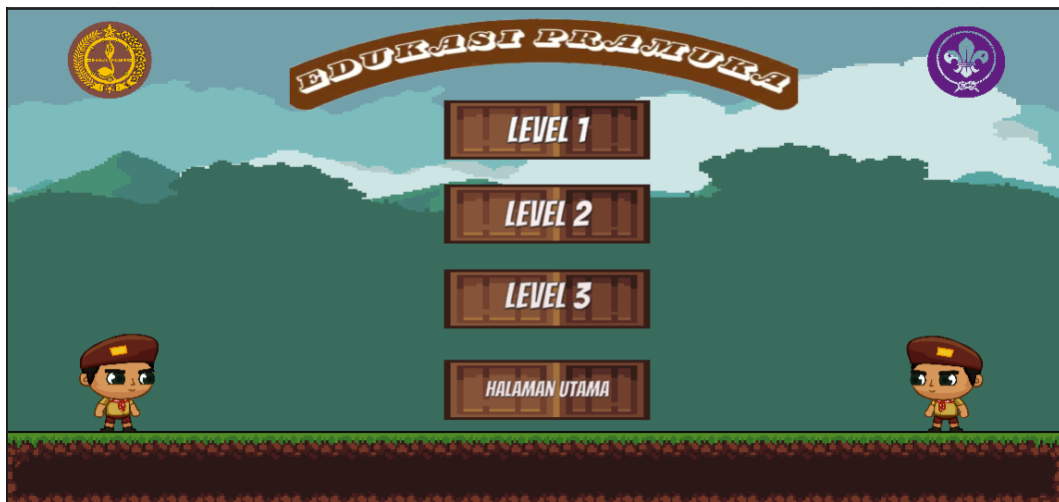 EDUKASI PRAMUKA
LEVEL 1
LEVEL 2
LEVEL 3
HALAMAN UTAMA